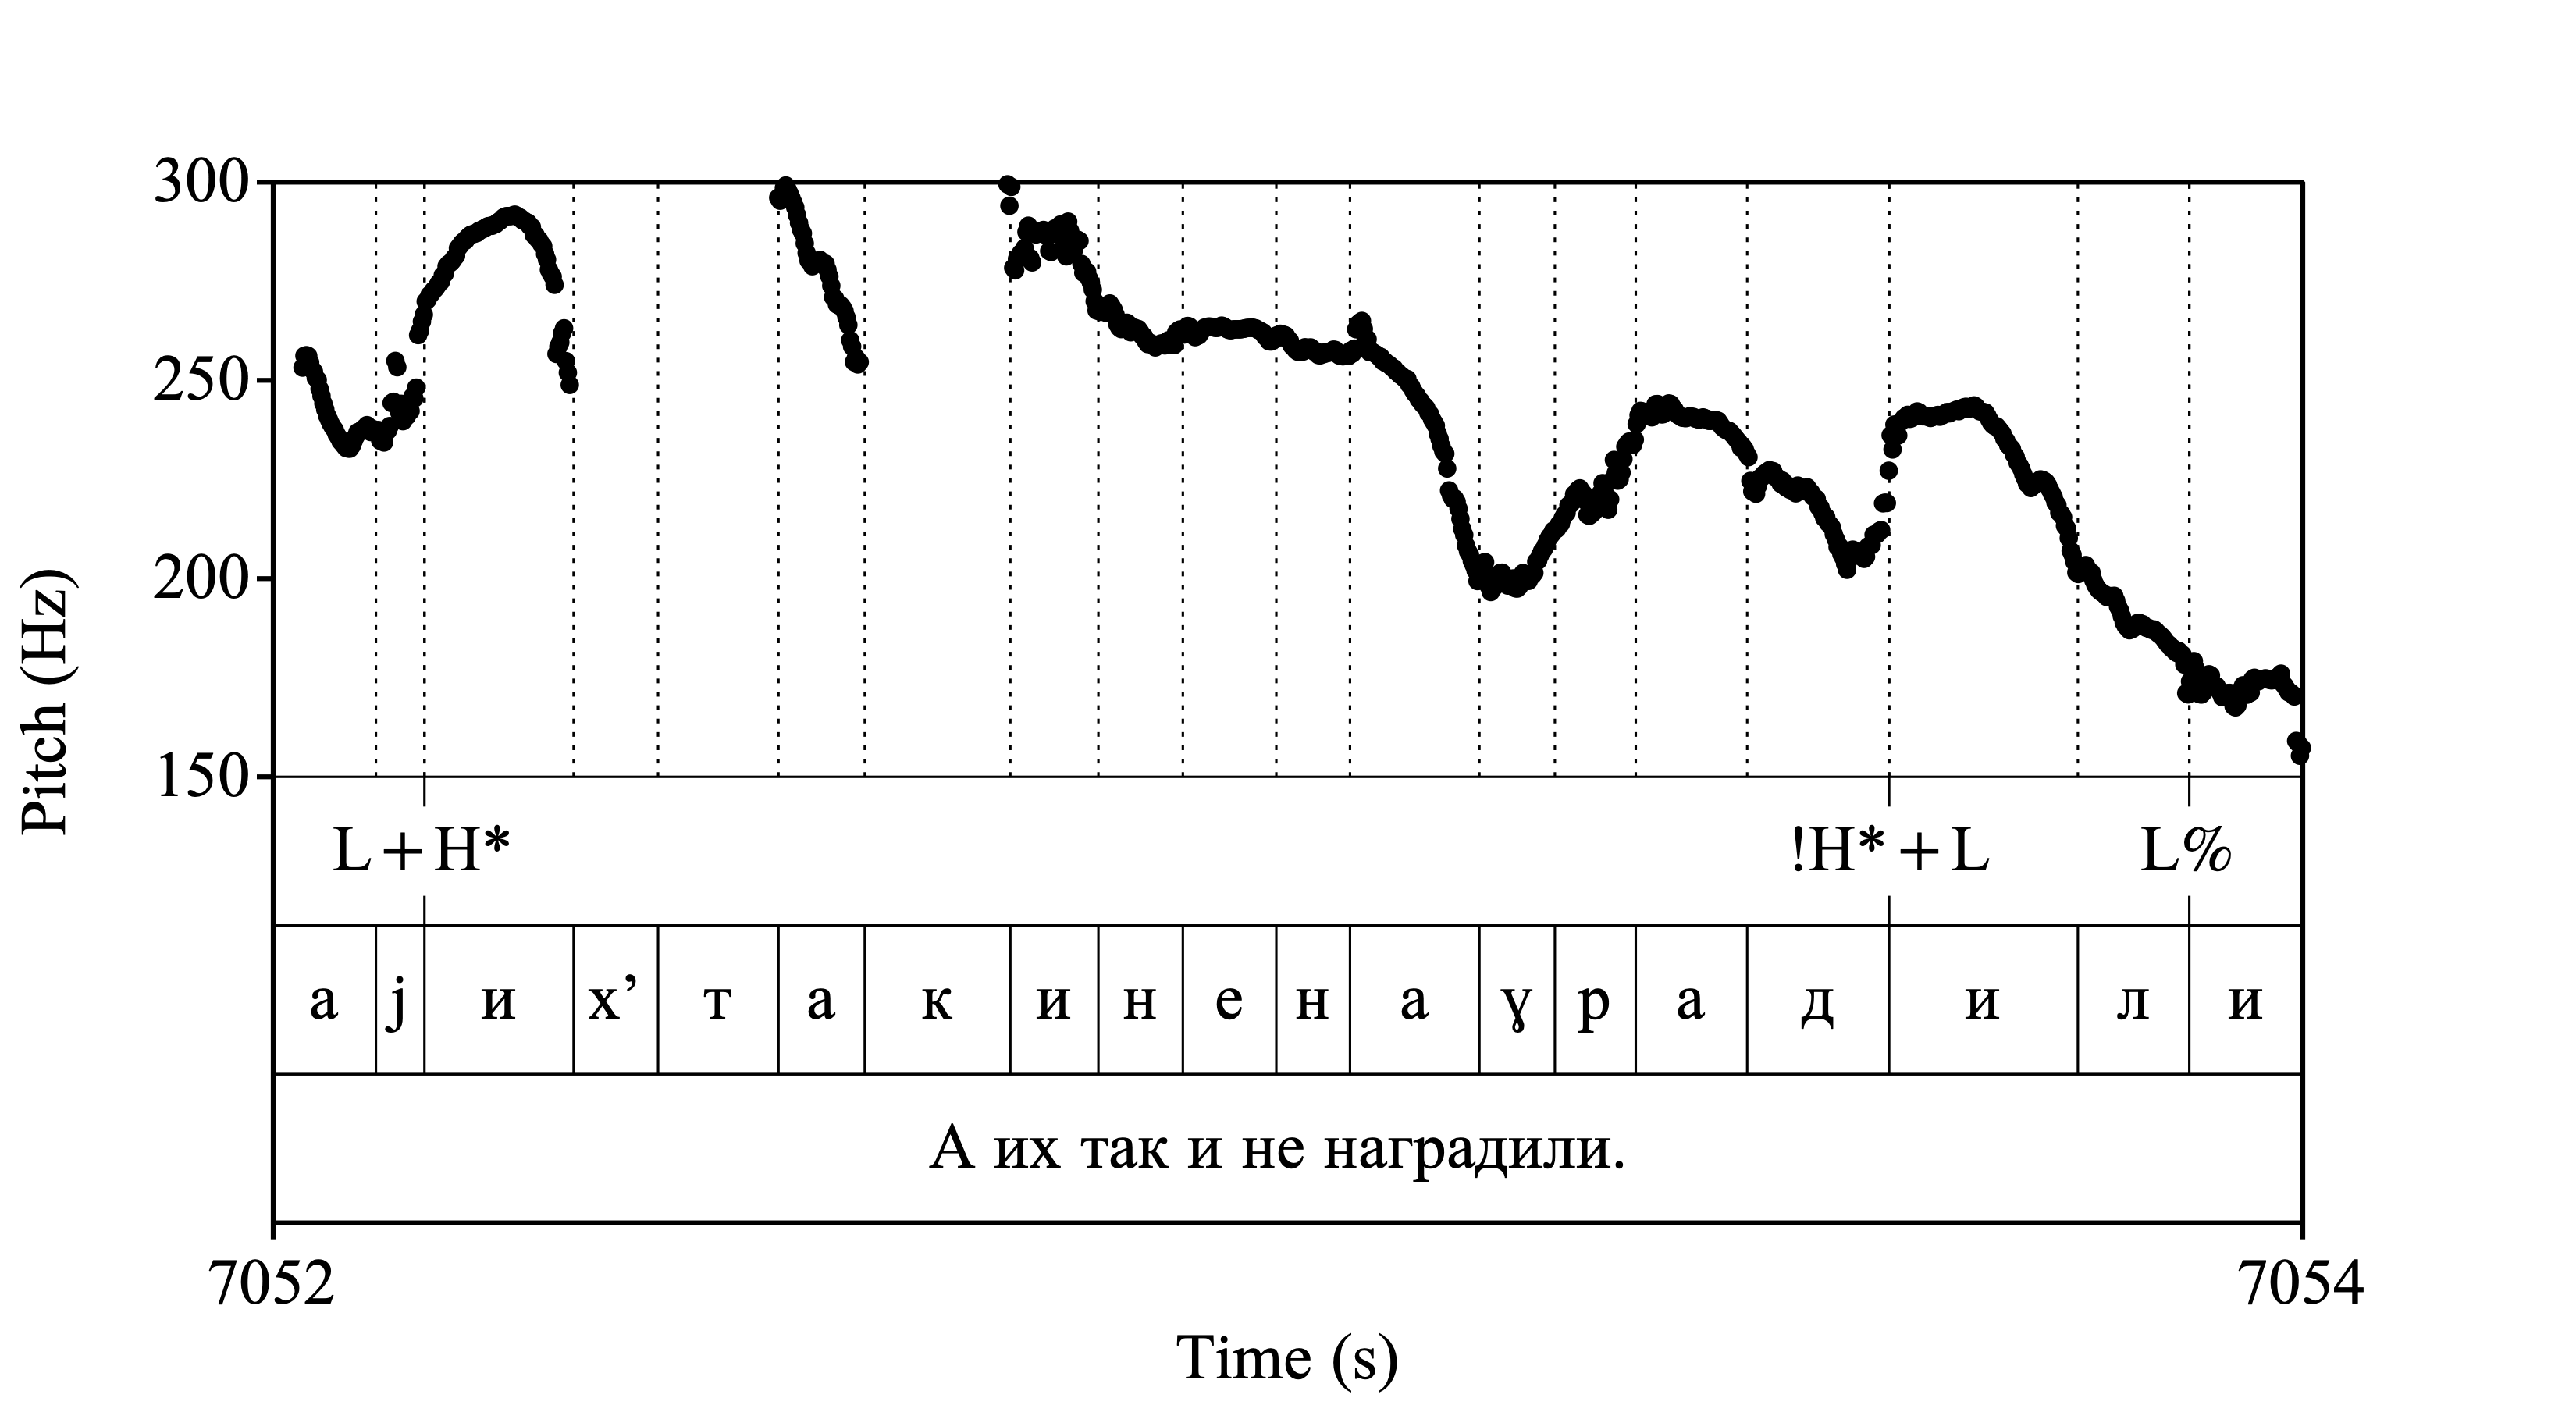 300
250
200
150
Pitch (Hz)
L+H* !H*+L L%
а ј и х’ т а к и н е н а ɣ р а д и л и
А их так и не наградили.
7052 7054
Time (s)